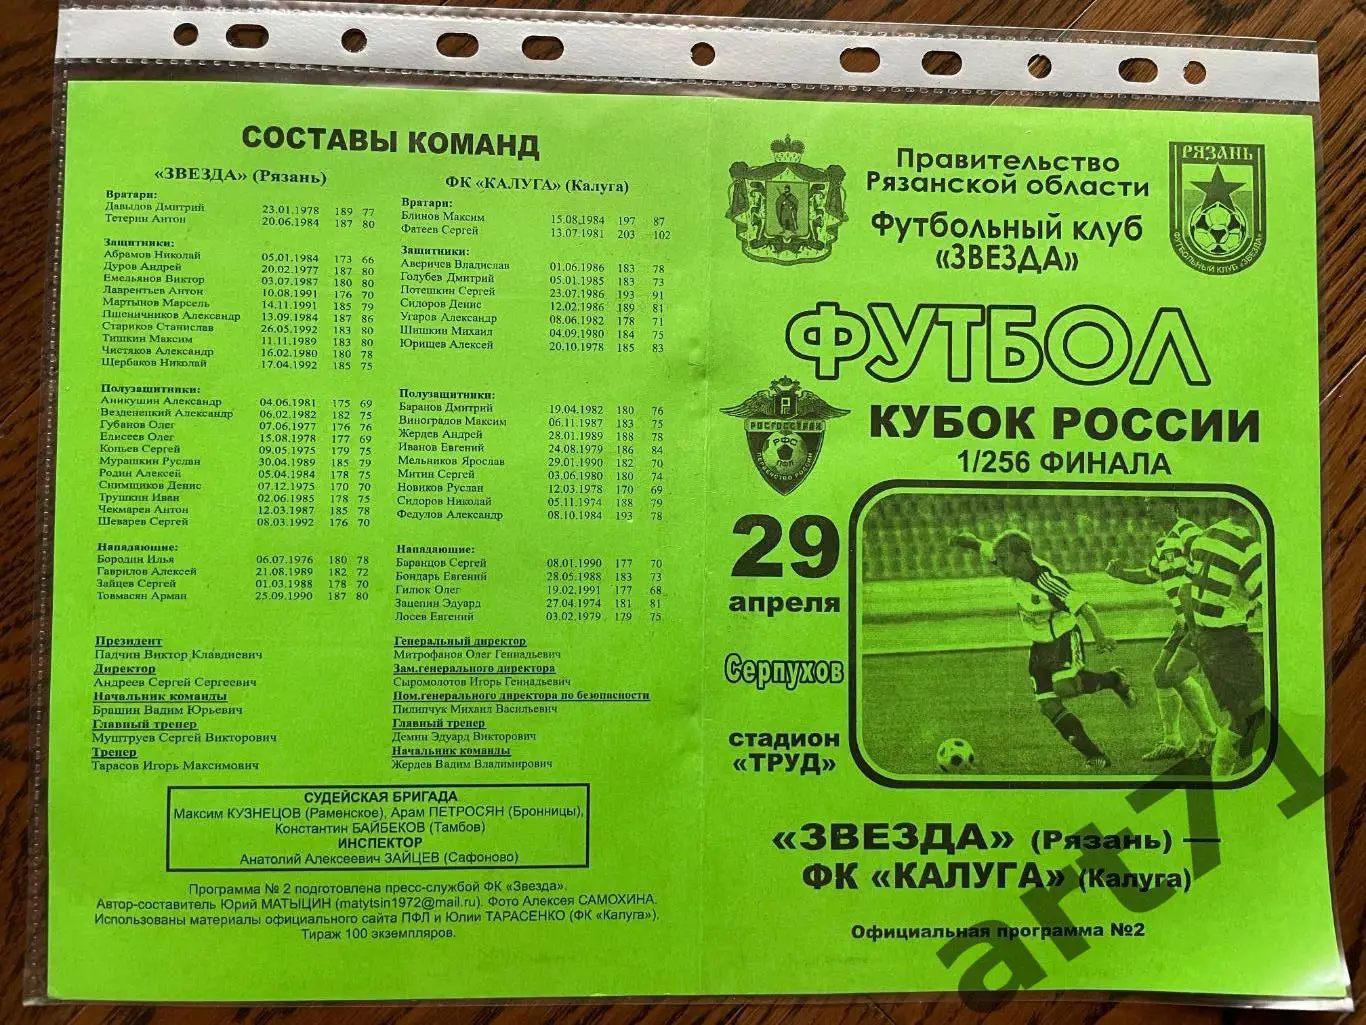 СОСТАВЫ КОМАНД
«ЗВЕЗДА» (Рязань)
Вратари:
Давыдов Дмитрий 23.01.1978 189 77
Тетерин Антон 20.06.1984 187 80
Защитники:
Абрамов Николай 05.01.1984 173 66
Дуров Андрей 20.02.1977 187 80
Емельянов Виктор 03.07.1987 180 80
Лаврентьев Антон 10.08.1991 176 70
Мартынов Марсель 14.11.1991 185 79
Пшеничников Александр 13.09.1984 187 86
Стариков Станислав 26.05.1992 183 80
Тишкин Максим 11.11.1989 183 80
Чистяков Александр 16.02.1980 180 78
Щербаков Николай 17.04.1992 185 75
Полузащитники:
Аникушин Александр 04.06.1981 175 69
Везденецкий Александр 06.02.1982 182 75
Губанов Олег 07.06.1977 176 76
Елисеев Олег 15.08.1978 177 69
Копьев Сергей 09.05.1975 179 75
Мурашкин Руслан 30.04.1989 185 79
Родин Алексей 05.04.1984 178 75
Снимщиков Денис 07.12.1975 170 70
Трушкин Иван 02.06.1985 178 75
Чекмарев Антон 12.03.1987 185 78
Шеварев Сергей 08.03.1992 176 70
Нападающие:
Бородин Илья 06.07.1976 180 78
Гаврилов Алексей 21.08.1989 182 72
Зайцев Сергей 01.03.1988 178 70
Товмасян Арман 25.09.1990 187 80
Президент
Падчин Виктор Клавдиевич
Директор
Андреев Сергей Сергеевич
Начальник команды
Брашин Вадим Юрьевич
Главный тренер
Муштруев Сергей Викторович
Тренер
Тарасов Игорь Максимович
ФК «КАЛУГА» (Калуга)
Вратари:
Блинов Максим 15.08.1984 197 87
Фатеев Сергей 13.07.1981 203 102
Защитники:
Аверичев Владислав 01.06.1986 183 78
Голубев Дмитрий 05.01.1985 183 73
Потешкин Сергей 23.07.1986 193 91
Сидоров Денис 12.02.1986 189 81
Угаров Александр 08.06.1982 178 71
Шишкин Михаил 04.09.1980 184 75
Юрищев Алексей 20.10.1978 185 83
Полузащитники:
Баранов Дмитрий 19.04.1982 180 76
Виноградов Максим 06.11.1987 183 75
Жердев Андрей 28.01.1989 188 78
Иванов Евгений 24.08.1979 186 84
Мельников Ярослав 29.01.1990 182 70
Митин Сергей 03.06.1980 180 74
Новиков Руслан 12.03.1978 170 69
Сидоров Николай 05.11.1974 188 79
Федулов Александр 08.10.1984 193 78
Нападающие:
Баранцов Сергей 08.01.1990 177 70
Бондарь Евгений 28.05.1988 183 73
Гилюк Олег 19.02.1991 177 68
Зацепин Эдуард 27.04.1974 181 81
Лосев Евгений 03.02.1979 179 75
Генеральный директор
Митрофанов Олег Геннадьевич
Зам.генерального директора
Сыромолотов Игорь Геннадьевич
Пом.генерального директора по безопасности
Пилипчук Михаил Васильевич
Главный тренер
Демин Эдуард Викторович
Начальник команды
Жердев Вадим Владимирович
СУДЕЙСКАЯ БРИГАДА
Максим КУЗНЕЦОВ (Раменское), Арам ПЕТРОСЯН (Бронницы),
Константин БАЙБЕКОВ (Тамбов)
ИНСПЕКТОР
Анатолий Алексеевич ЗАЙЦЕВ (Сафоново)
Программа № 2 подготовлена пресс-службой ФК «Звезда».
Автор-составитель Юрий МАТЫЦИН (matytsin1972@mail.ru). Фото Алексея САМОХИНА.
Использованы материалы официального сайта ПФЛ и Юлии ТАРАСЕНКО (ФК «Калуга»).
Тираж 100 экземпляров.
Правительство
Рязанской области
Футбольный клуб
«ЗВЕЗДА»
РЯЗАНЬ
ФУТБОЛЬНЫЙ КЛУБ "ЗВЕЗДА"
ФУТБОЛ
РОСГОССТРАХ
РФС
ПФЛ
ПЕРВЕНСТВО РОССИИ
КУБОК РОССИИ
1/256 ФИНАЛА
29
апреля
Серпухов
стадион
«ТРУД»
«ЗВЕЗДА» (Рязань) —
ФК «КАЛУГА» (Калуга)
Официальная программа №2
art71